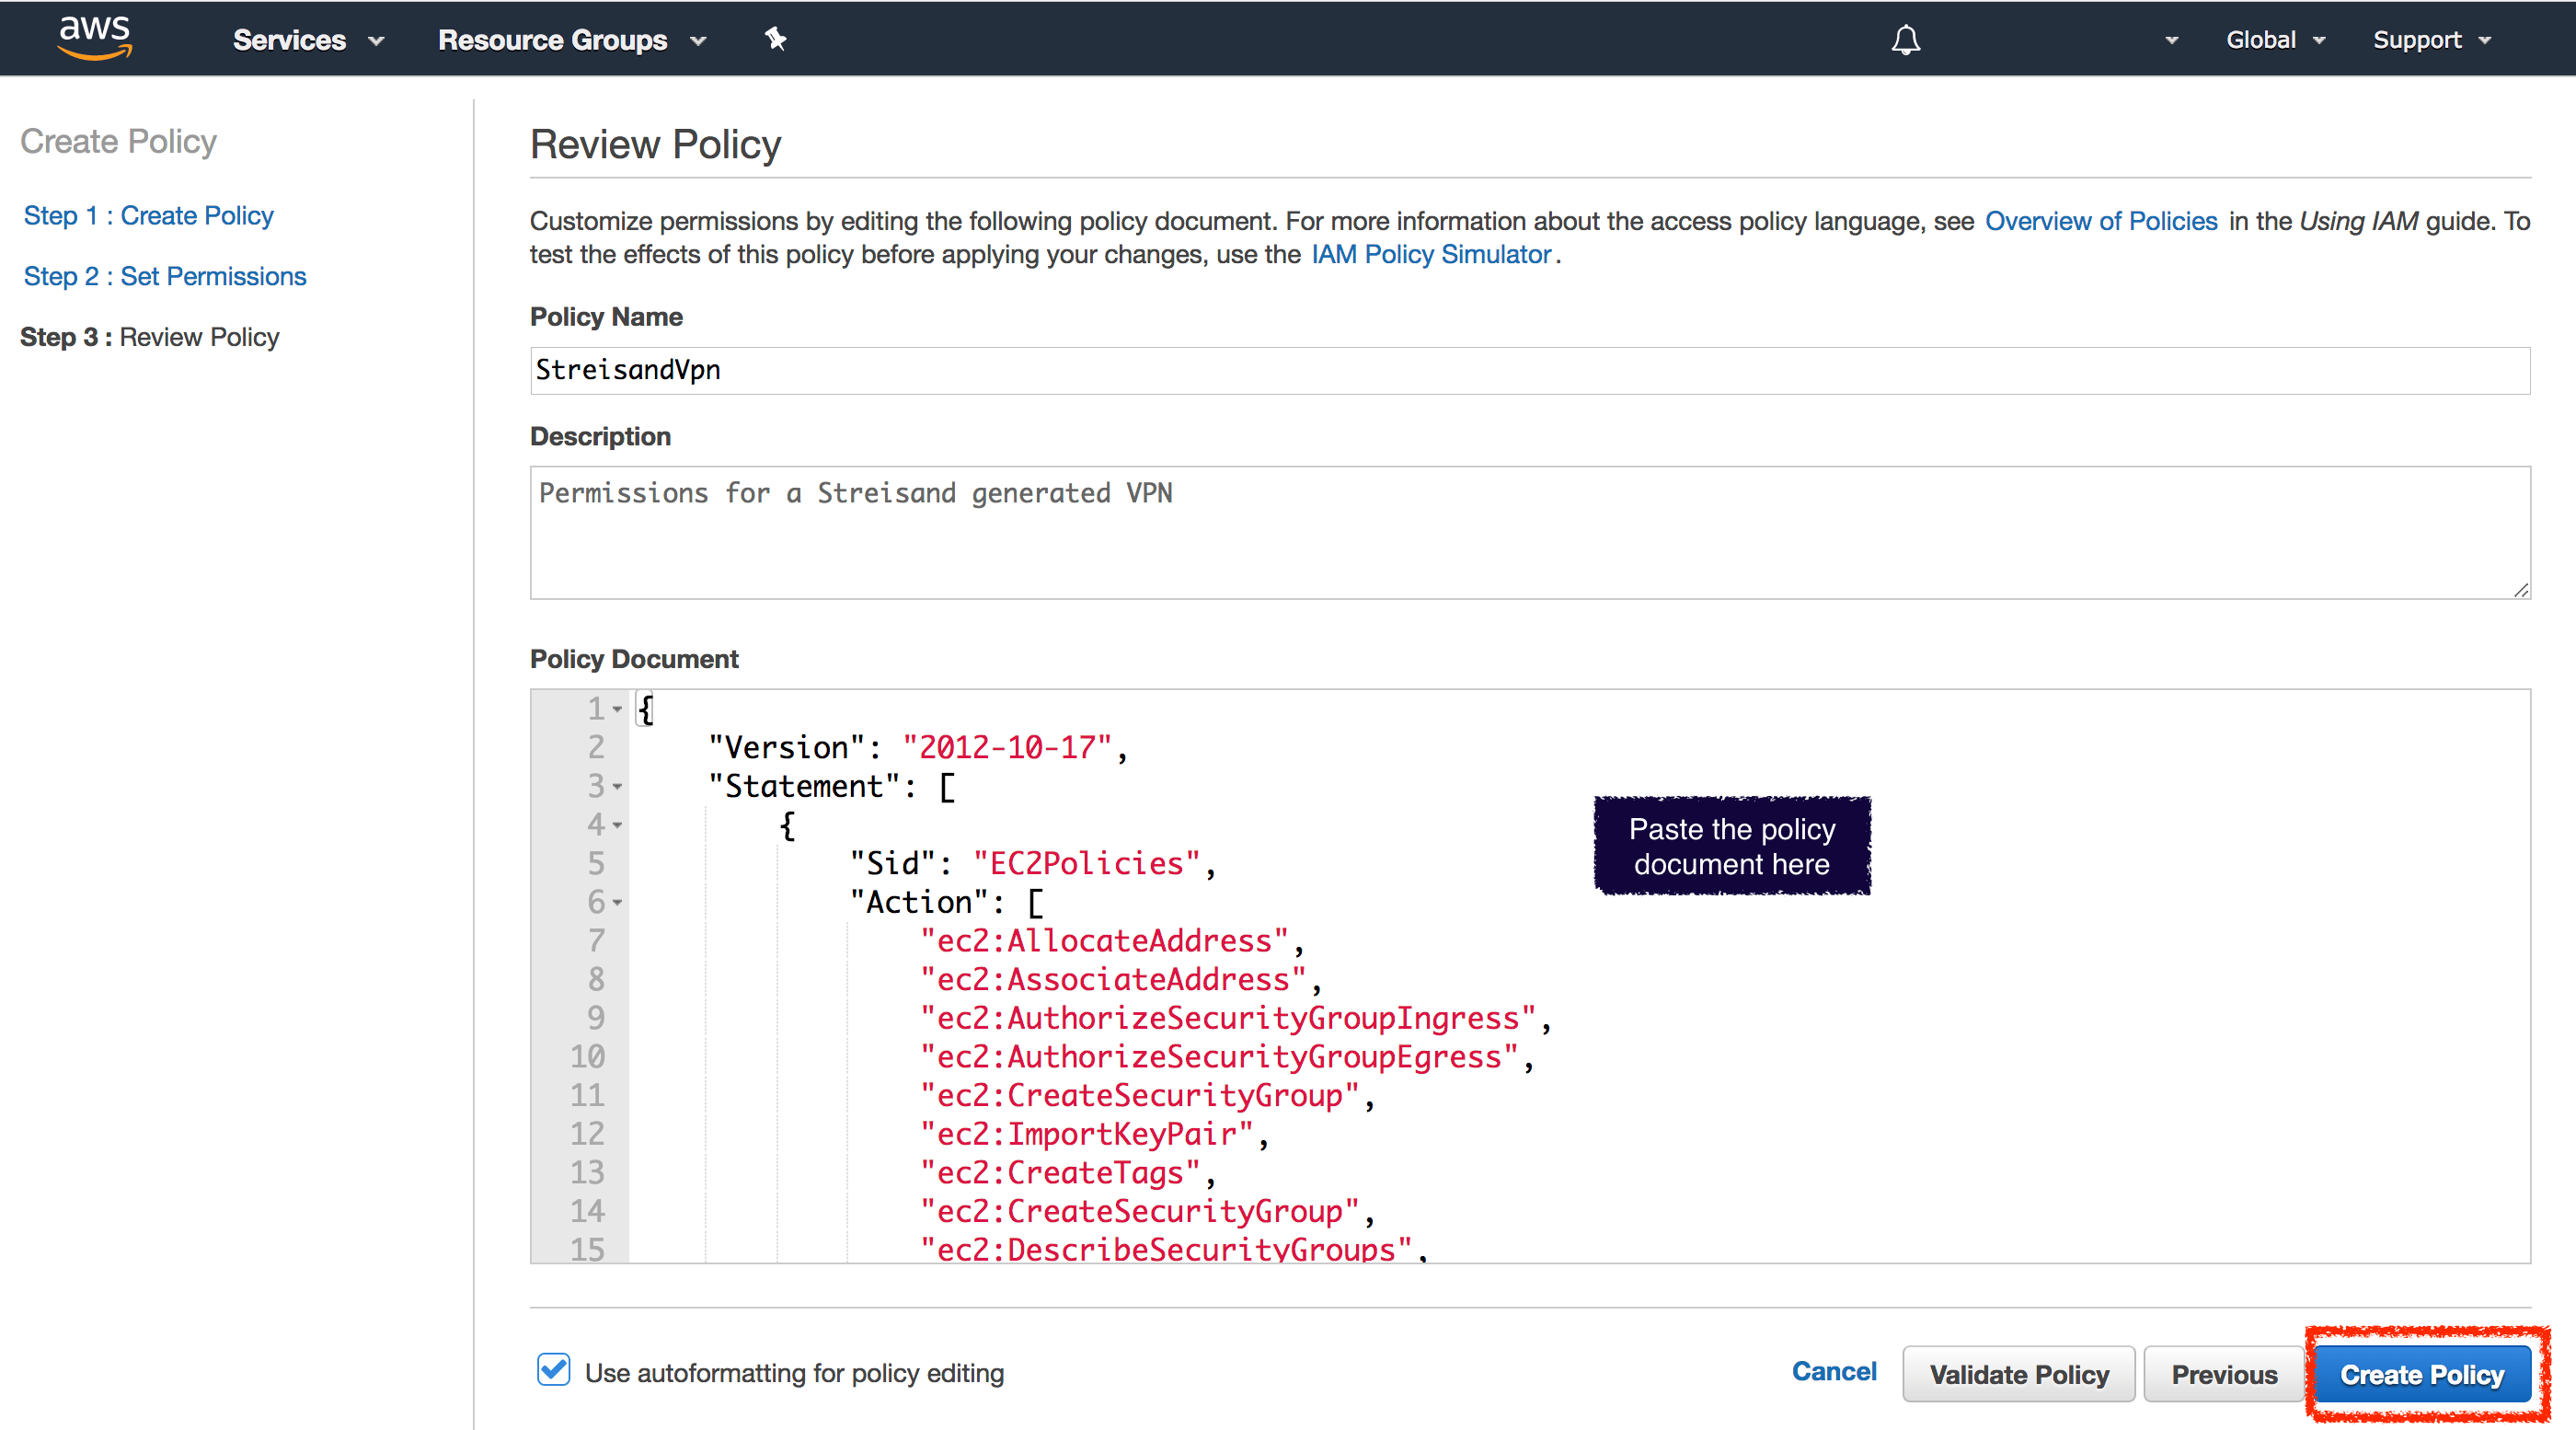 aws
Services
Resource Groups
Global
Support
Create Policy
Step 1 : Create Policy
Step 2 : Set Permissions
Step 3 : Review Policy
Review Policy
Customize permissions by editing the following policy document. For more information about the access policy language, see Overview of Policies in the Using IAM guide. To
test the effects of this policy before applying your changes, use the IAM Policy Simulator.
Policy Name
StreisandVpn
Description
Permissions for a Streisand generated VPN
Policy Document
1 {
2 "Version": "2012-10-17",
3 "Statement": [
4 {
5 "Sid": "EC2Policies",
6 "Action": [
7 "ec2:AllocateAddress",
8 "ec2:AssociateAddress",
9 "ec2:AuthorizeSecurityGroupIngress",
10 "ec2:AuthorizeSecurityGroupEgress",
11 "ec2:CreateSecurityGroup",
12 "ec2:ImportKeyPair",
13 "ec2:CreateTags",
14 "ec2:CreateSecurityGroup",
15 "ec2:DescribeSecurityGroups",
Paste the policy
document here
Use autoformatting for policy editing
Cancel
Validate Policy
Previous
Create Policy